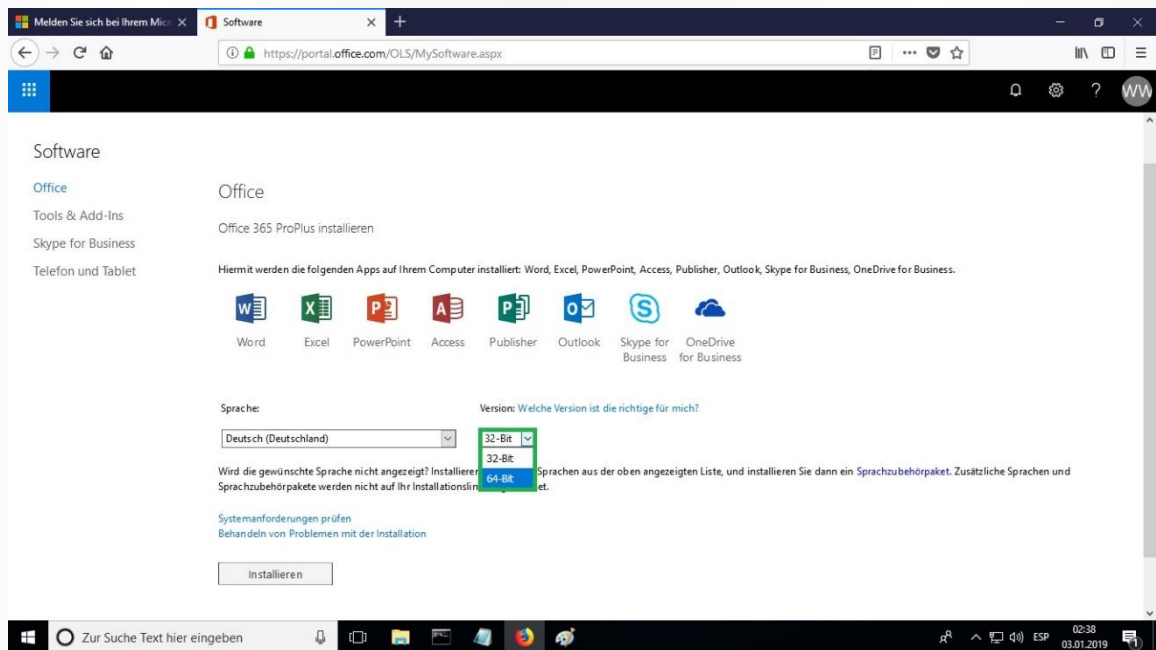 Melden Sie sich bei Ihrem Micr
Software
https://portal.office.com/OLS/MySoftware.aspx
WW
Software
Office
Tools & Add-Ins
Skype for Business
Telefon und Tablet
Office
Office 365 ProPlus installieren
Hiermit werden die folgenden Apps auf Ihrem Computer installiert: Word, Excel, PowerPoint, Access, Publisher, Outlook, Skype for Business, OneDrive for Business.
Word Excel PowerPoint Access Publisher Outlook Skype for Business OneDrive for Business
Sprache: Version: Welche Version ist die richtige für mich?
Deutsch (Deutschland) 32-Bit
32-Bit
64-Bit
Wird die gewünschte Sprache nicht angezeigt? Installieren Sprachen aus der oben angezeigten Liste, und installieren Sie dann ein Sprachzubehörpaket. Zusätzliche Sprachen und
Sprachzubehörpakete werden nicht auf Ihr Installationslim et.
Systemanforderungen prüfen
Behandeln von Problemen mit der Installation
Installieren
Zur Suche Text hier eingeben
ESP
02:38
03.01.2019